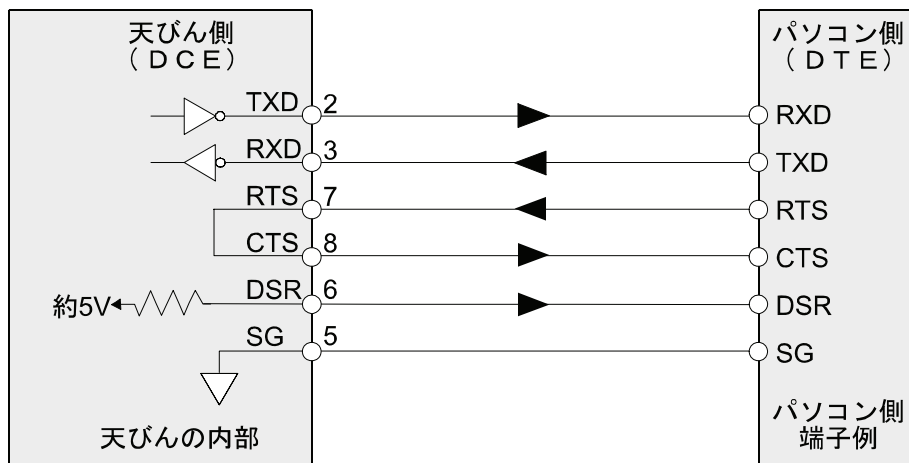 天びん側
（ＤＣＥ）
パソコン側
（ＤＴＥ）
TXD 2 RXD
RXD 3 TXD
RTS 7 RTS
CTS 8 CTS
約5V DSR 6 DSR
SG 5 SG
天びんの内部
パソコン側
端子例